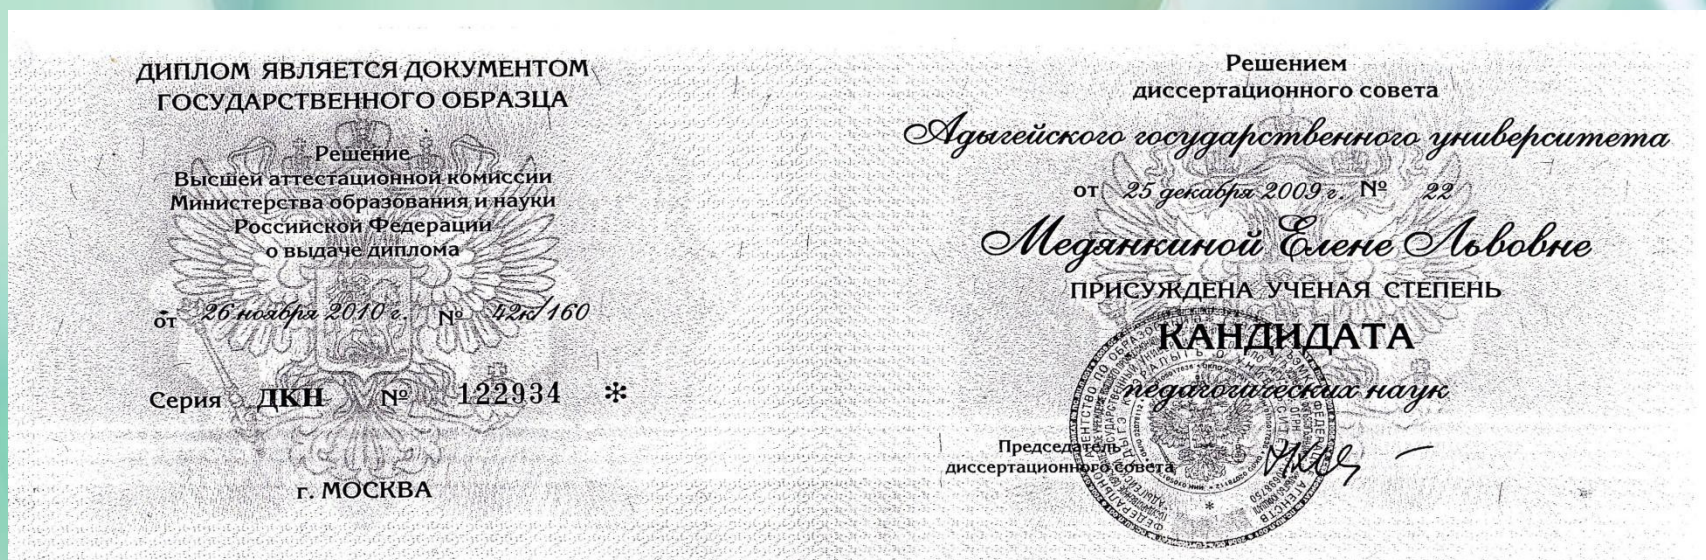 ДИПЛОМ ЯВЛЯЕТСЯ ДОКУМЕНТОМ
ГОСУДАРСТВЕННОГО ОБРАЗЦА
Решение
Высшей аттестационной комиссии
Министерства образования и науки
Российской Федерации
о выдаче диплома
от 26 ноября 2010 г. № 42к/160
Серия ДКН № 122934 *
г. МОСКВА
Решением
диссертационного совета
Адыгейского государственного университета
от 25 декабря 2009 г. № 22
Медянкиной Елене Львовне
ПРИСУЖДЕНА УЧЕНАЯ СТЕПЕНЬ
КАНДИДАТА
педагогических наук
Председатель
диссертационного совета